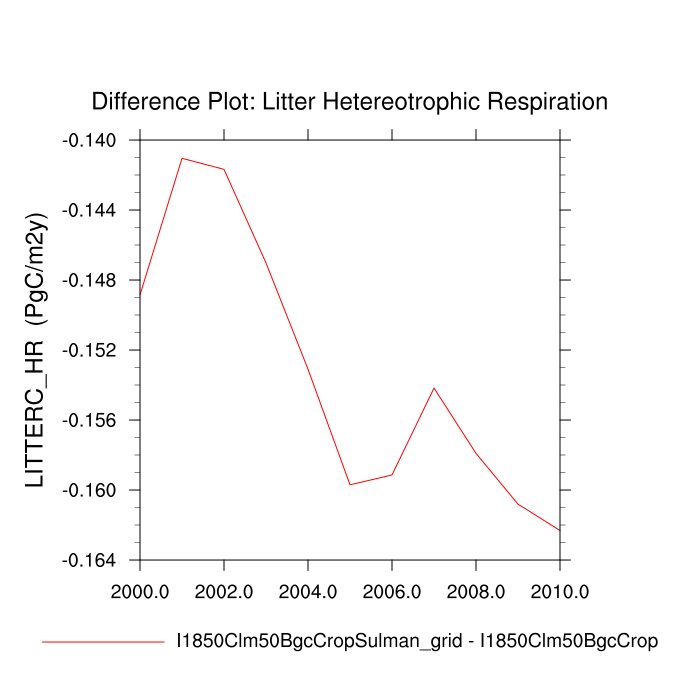 Difference Plot: Litter Hetereotrophic Respiration
LITTERC_HR (PgC/m2y)
-0.140
-0.144
-0.148
-0.152
-0.156
-0.160
-0.164
2000.0 2002.0 2004.0 2006.0 2008.0 2010.0
I1850Clm50BgcCropSulman_grid - I1850Clm50BgcCrop